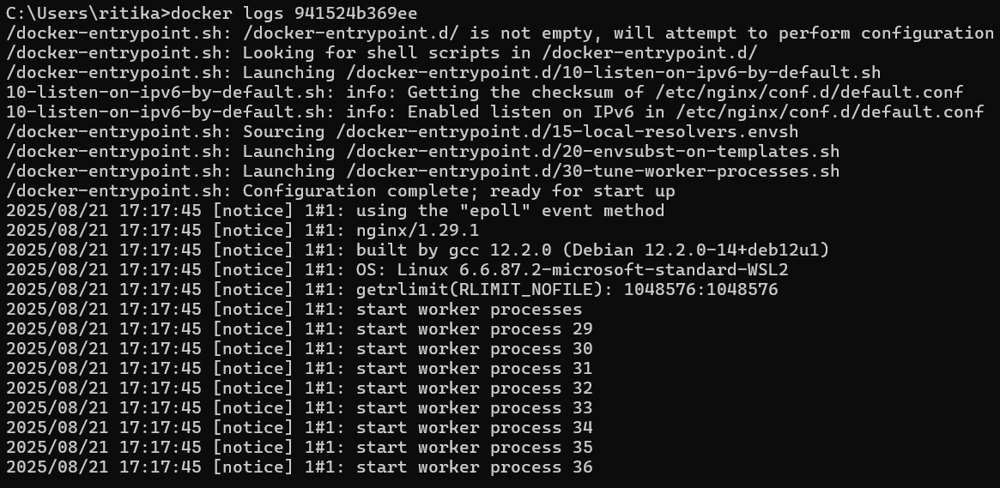 C:\Users\ritika>docker logs 941524b369ee
/docker-entrypoint.sh: /docker-entrypoint.d/ is not empty, will attempt to perform configuration
/docker-entrypoint.sh: Looking for shell scripts in /docker-entrypoint.d/
/docker-entrypoint.sh: Launching /docker-entrypoint.d/10-listen-on-ipv6-by-default.sh
10-listen-on-ipv6-by-default.sh: info: Getting the checksum of /etc/nginx/conf.d/default.conf
10-listen-on-ipv6-by-default.sh: info: Enabled listen on IPv6 in /etc/nginx/conf.d/default.conf
/docker-entrypoint.sh: Sourcing /docker-entrypoint.d/15-local-resolvers.envsh
/docker-entrypoint.sh: Launching /docker-entrypoint.d/20-envsubst-on-templates.sh
/docker-entrypoint.sh: Launching /docker-entrypoint.d/30-tune-worker-processes.sh
/docker-entrypoint.sh: Configuration complete; ready for start up
2025/08/21 17:17:45 [notice] 1#1: using the "epoll" event method
2025/08/21 17:17:45 [notice] 1#1: nginx/1.29.1
2025/08/21 17:17:45 [notice] 1#1: built by gcc 12.2.0 (Debian 12.2.0-14+deb12u1)
2025/08/21 17:17:45 [notice] 1#1: OS: Linux 6.6.87.2-microsoft-standard-WSL2
2025/08/21 17:17:45 [notice] 1#1: getrlimit(RLIMIT_NOFILE): 1048576:1048576
2025/08/21 17:17:45 [notice] 1#1: start worker processes
2025/08/21 17:17:45 [notice] 1#1: start worker process 29
2025/08/21 17:17:45 [notice] 1#1: start worker process 30
2025/08/21 17:17:45 [notice] 1#1: start worker process 31
2025/08/21 17:17:45 [notice] 1#1: start worker process 32
2025/08/21 17:17:45 [notice] 1#1: start worker process 33
2025/08/21 17:17:45 [notice] 1#1: start worker process 34
2025/08/21 17:17:45 [notice] 1#1: start worker process 35
2025/08/21 17:17:45 [notice] 1#1: start worker process 36